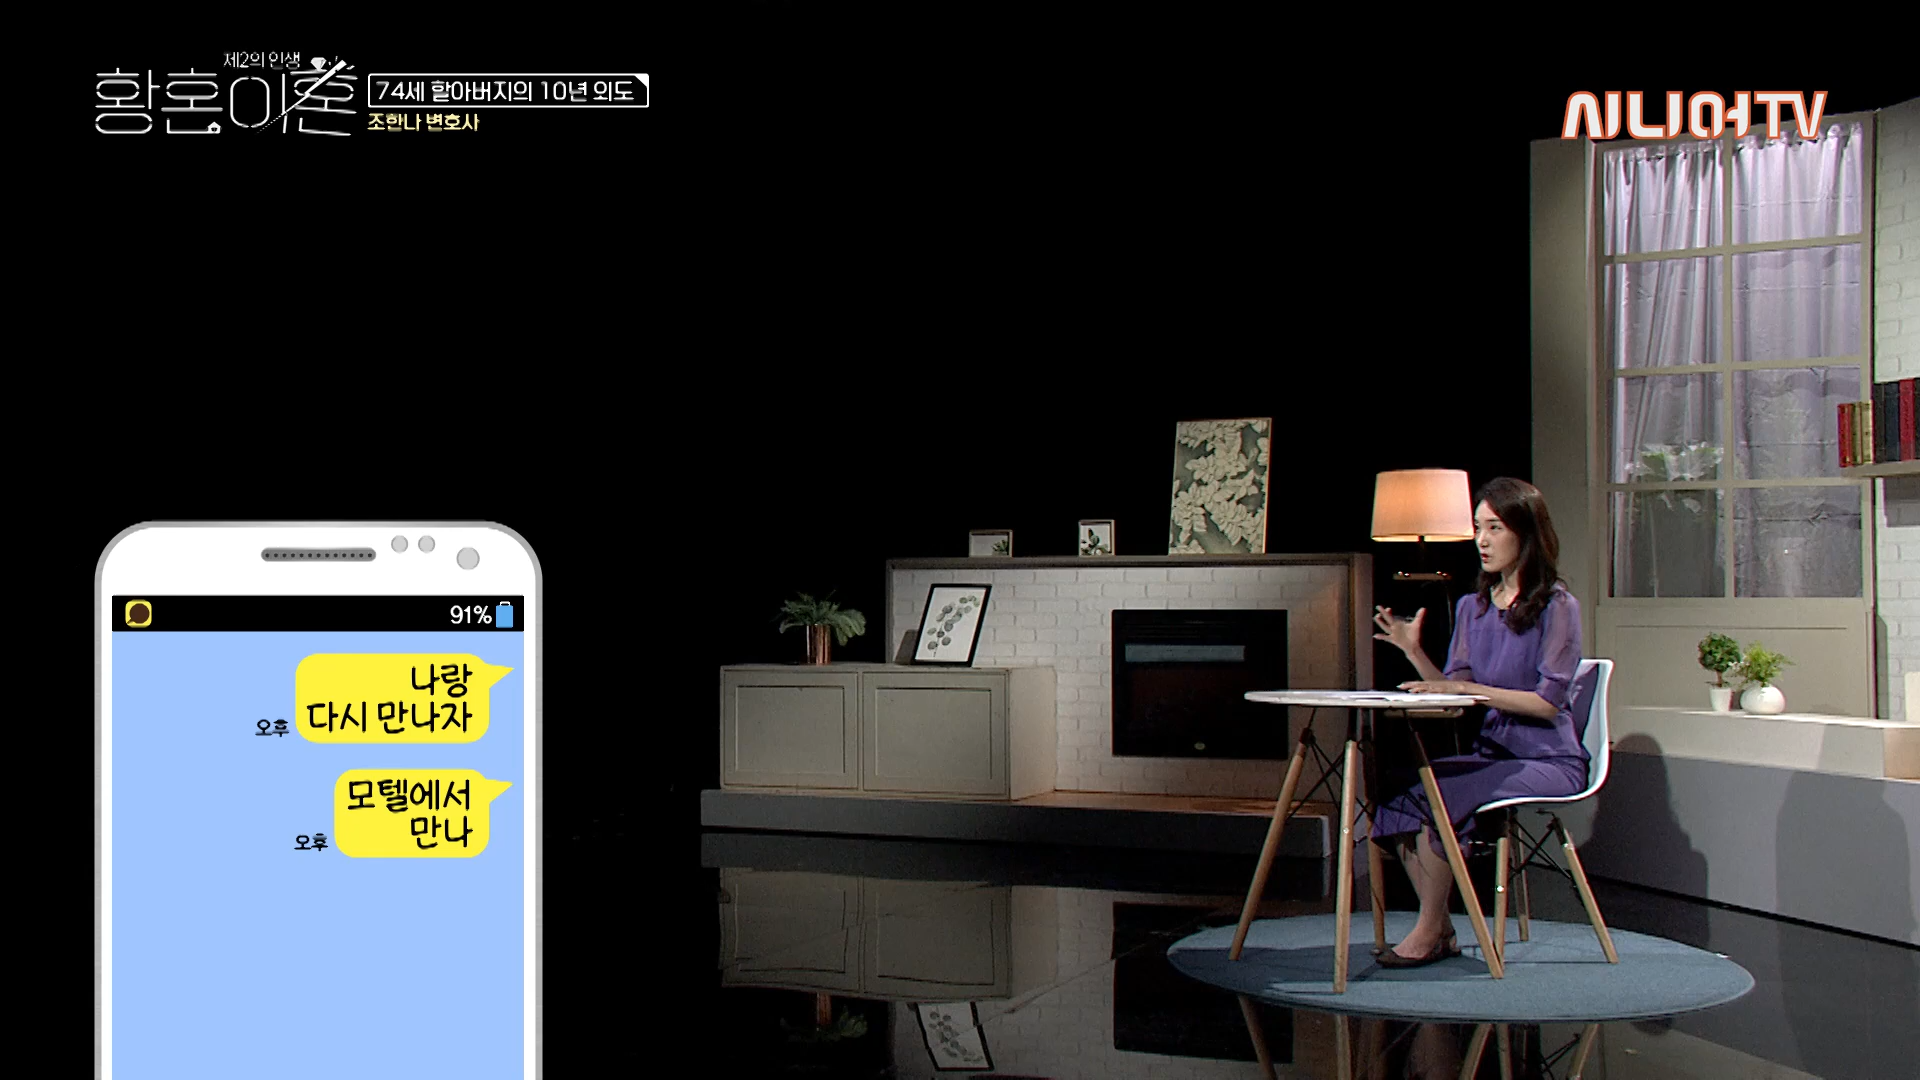 제2의 인생
황혼이혼
74세 할아버지의 10년 외도
조한나 변호사
시니어TV
91%
나랑
다시 만나자
오후
모텔에서
만나
오후